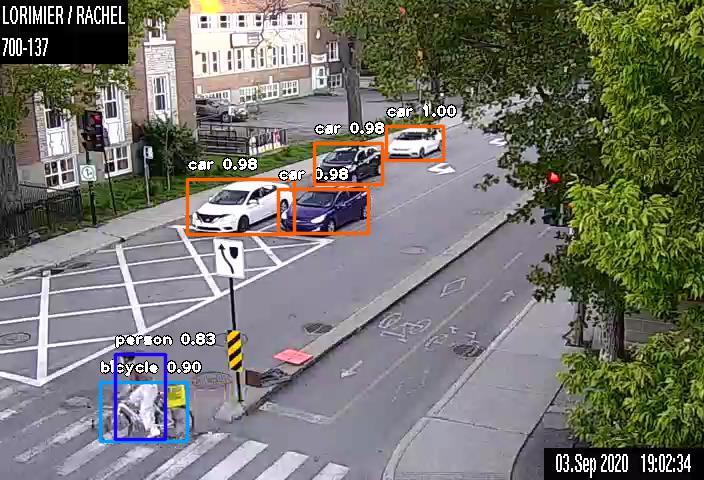 LORIMIER / RACHEL
700-137
car 1.00
car 0.98
car 0.98
car 0.98
person 0.83
bicycle 0.90
03.Sep 2020 19:02:34